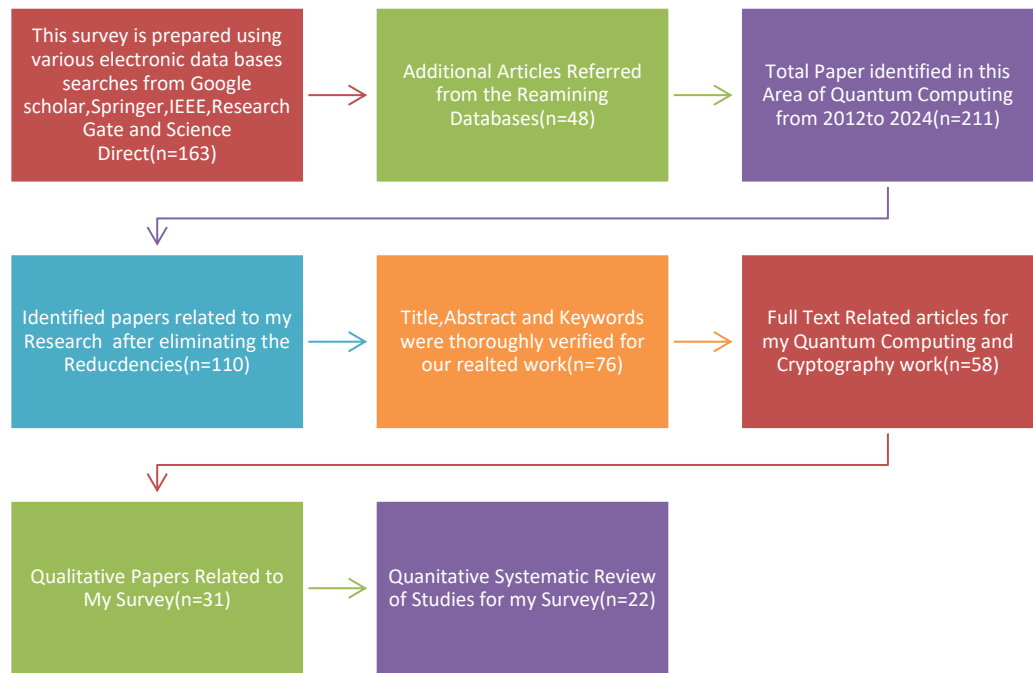 This survey is prepared using
various electronic data bases
searches from Google
scholar,Springer,IEEE,Research
Gate and Science
Direct(n=163)
Additional Articles Referred
from the Reamining
Databases(n=48)
Total Paper identified in this
Area of Quantum Computing
from 2012to 2024(n=211)
Identified papers related to my
Research after eliminating the
Reducdencies(n=110)
Title,Abstract and Keywords
were thoroughly verified for
our realted work(n=76)
Full Text Related articles for
my Quantum Computing and
Cryptography work(n=58)
Qualitative Papers Related to
My Survey(n=31)
Quanitative Systematic Review
of Studies for my Survey(n=22)